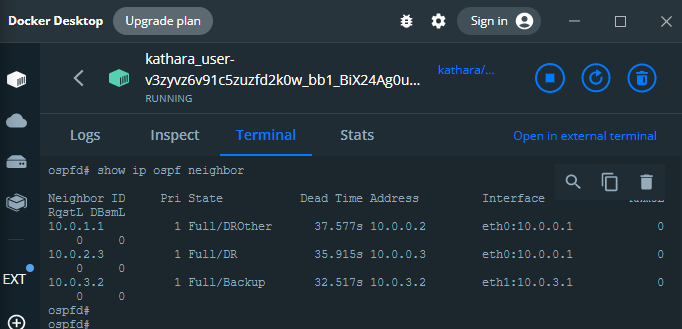 Docker Desktop Upgrade plan Sign in
kathara_user-
v3zyvz6v91c5zuzfd2k0w_bb1_BiX24Ag0u... kathara/...
RUNNING
Logs Inspect Terminal Stats Open in external terminal
ospfd# show ip ospf neighbor
Neighbor ID Pri State Dead Time Address Interface
RqstL DBsmL
10.0.1.1 1 Full/DROther 37.577s 10.0.0.2 eth0:10.0.0.1 0
0 0
10.0.2.3 1 Full/DR 35.915s 10.0.0.3 eth0:10.0.0.1 0
0 0
10.0.3.2 1 Full/Backup 32.517s 10.0.3.2 eth1:10.0.3.1 0
0 0
EXT
ospfd#
ospfd#